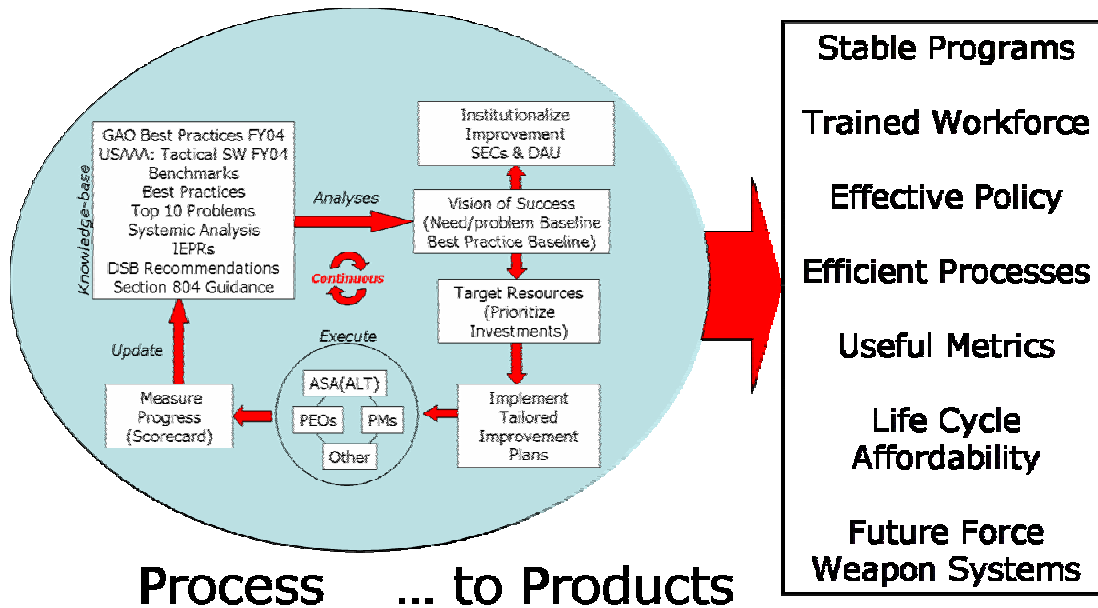 Knowledge-base
GAO Best Practices FY04
Tactical SW FY04
Benchmarks
Best Practices
Top 10 Problems
Systemic Analysis
IEPRs
DSB Recommendations
Section 804 Guidance
Analyses
Institutionalize
Improvement
SECs & DAU
Vision of Success
(Need/problem Baseline
Best Practice Baseline)
Continuous
Target Resources
(Prioritize
Investments)
Update
Execute
Measure
Progress
(Scorecard)
ASA(ALT)
PEOs
PMs
Other
Implement
Tailored
Improvement
Plans
Stable Programs
Trained Workforce
Effective Policy
Efficient Processes
Useful Metrics
Life Cycle
Affordability
Future Force
Weapon Systems
Process ... to Products